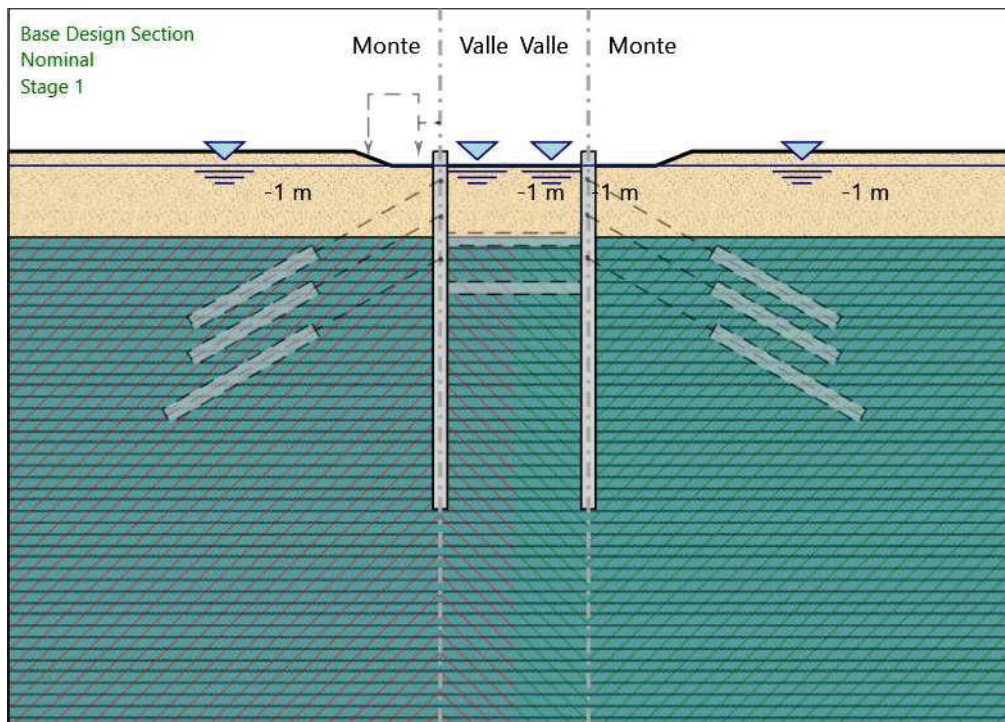 Base Design Section
Nominal
Stage 1
Monte Valle Valle Monte
-1 m -1 m -1 m -1 m